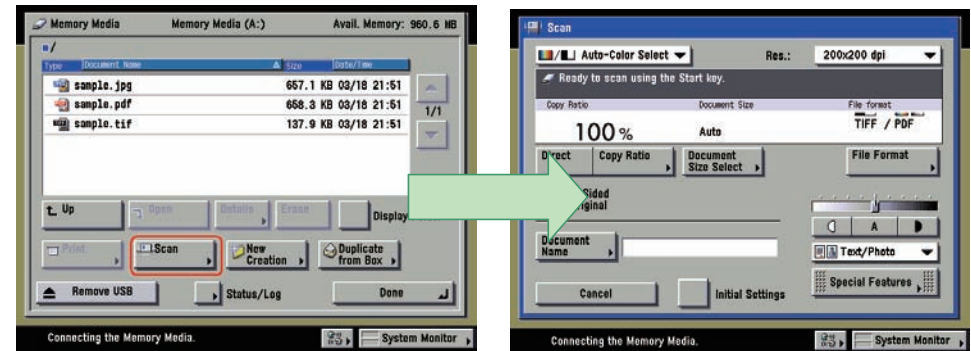 Memory Media Memory Media (A:) Avail. Memory: 960.6 MB
/
Type Document Name Size Date/Time
sample.jpg 657.1 KB 03/18 21:51
sample.pdf 658.3 KB 03/18 21:51
sample.tif 137.9 KB 03/18 21:51
1/1
Up Open Details Erase Display
Print Scan New Creation Duplicate from Box
Remove USB Status/Log Done
Connecting the Memory Media. System Monitor
Scan
Auto-Color Select Res.: 200x200 dpi
Ready to scan using the Start key.
Copy Ratio Document Size File format
100 % Auto TIFF / PDF
Direct Copy Ratio Document Size Select File Format
Sided
A
Document Name Text/Photo
Cancel Initial Settings Special Features
Connecting the Memory Media. System Monitor